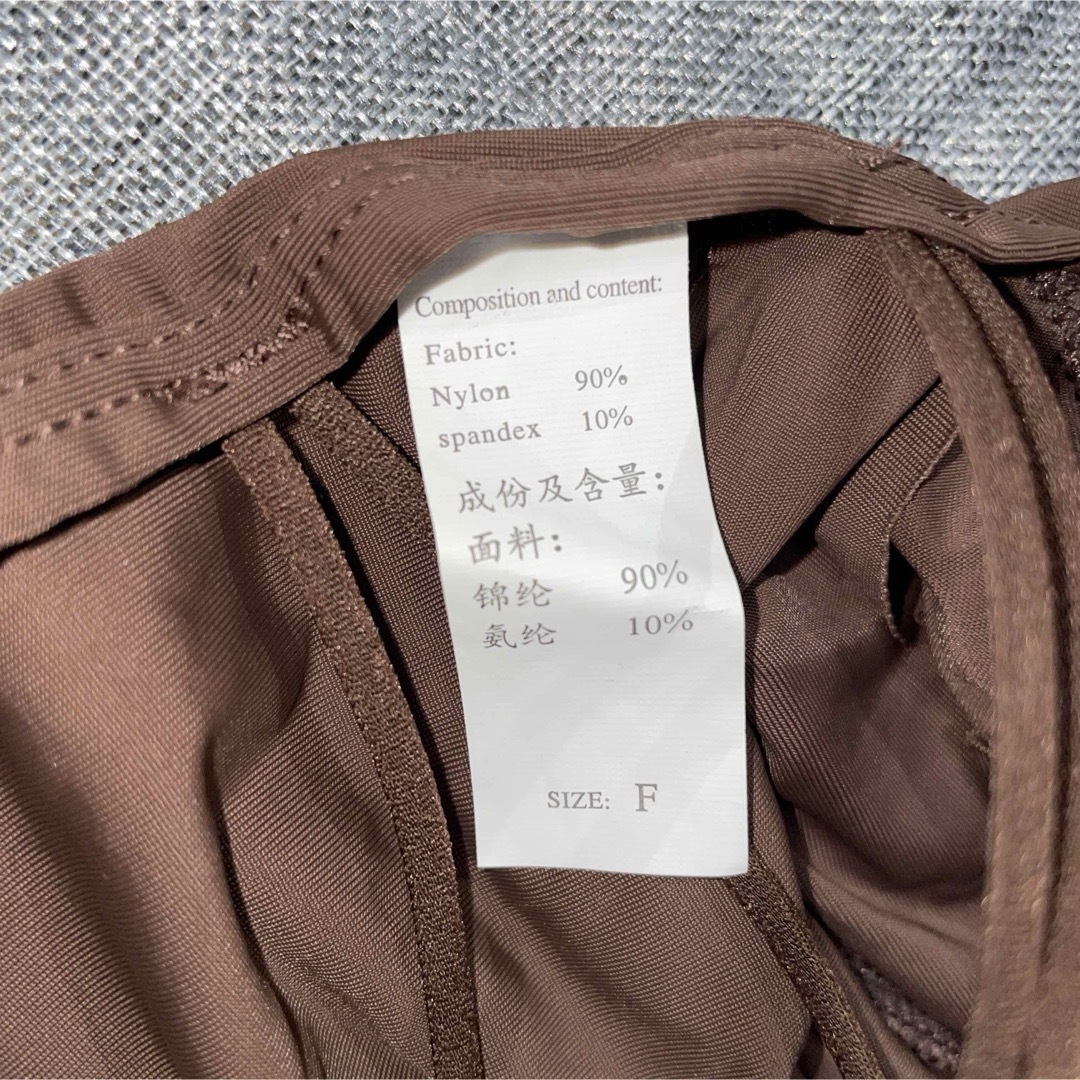 Composition and content:
Fabric:
Nylon 90%
spandex 10%
成份及含量:
面料:
锦纶 90%
氨纶 10%
SIZE: F